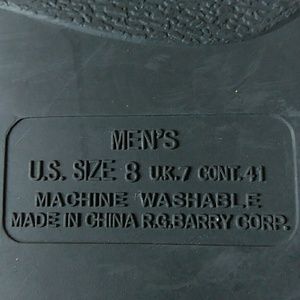 MEN'S
U.S. SIZE 8 U.K.7 CONT.41
MACHINE WASHABLE
MADE IN CHINA R.G.BARRY CORP.